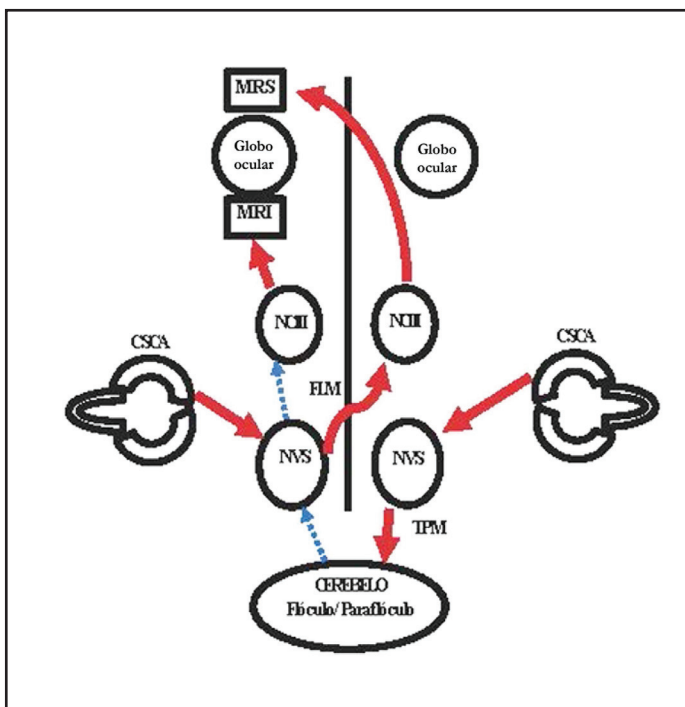 MRS
Globo
ocular
Globo
ocular
MRI
NCIII
NCIII
CSCA
CSCA
FLM
NVS
NVS
TPM
CEREBELO
Flóculo/Paraflóculo